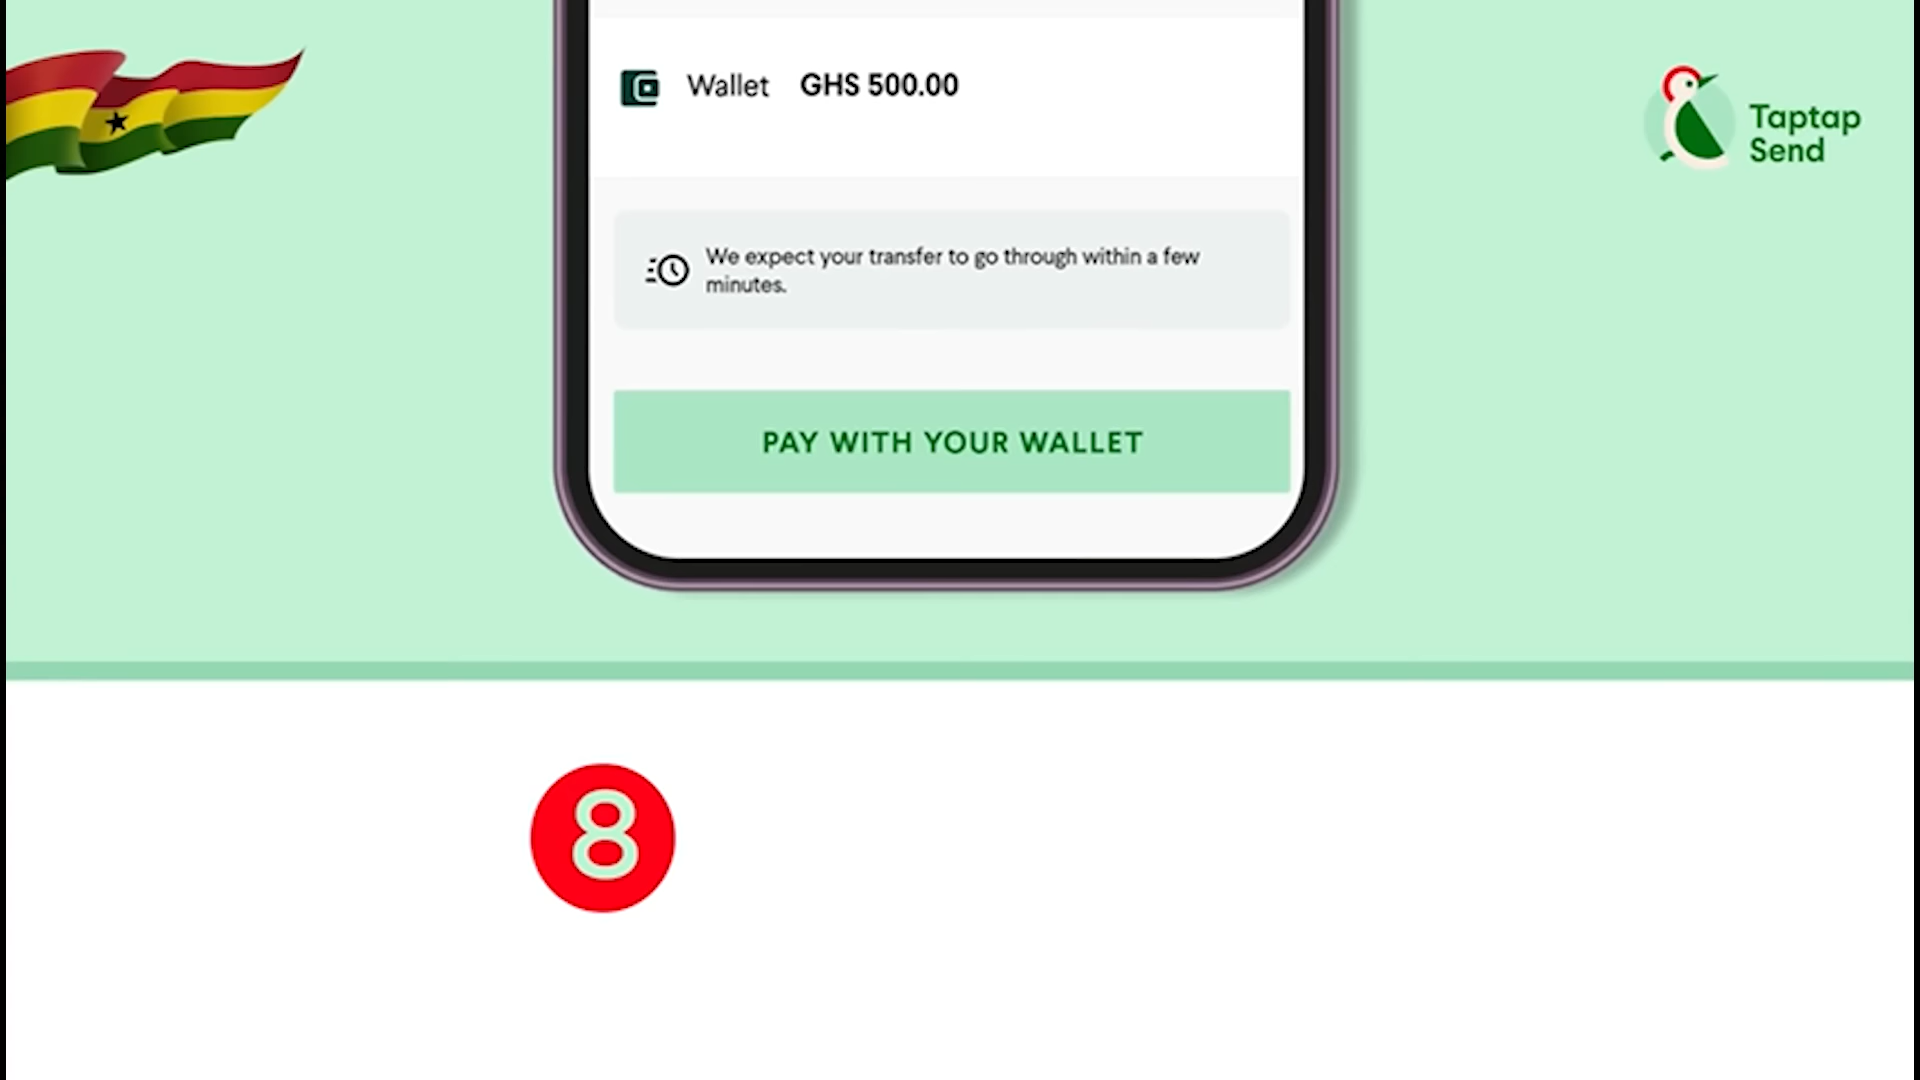 Wallet GHS 500.00
Taptap
Send
We expect your transfer to go through within a few
minutes.
PAY WITH YOUR WALLET
8